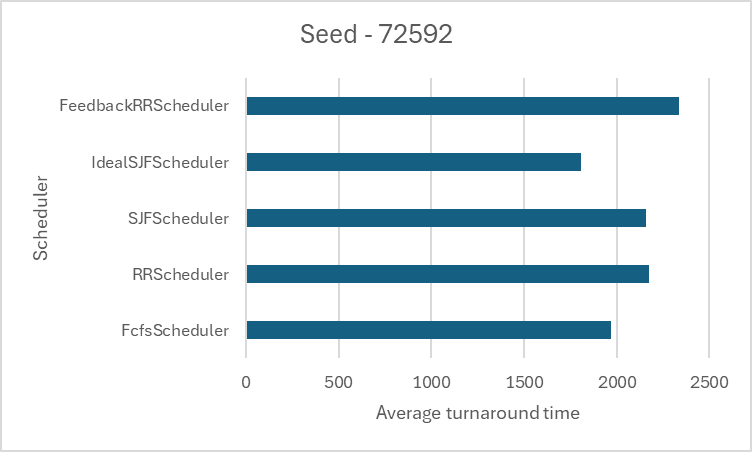 Seed - 72592
Scheduler
FeedbackRRScheduler
IdealSJFScheduler
SJFScheduler
RRScheduler
FcfsScheduler
0 500 1000 1500 2000 2500
Average turnaround time